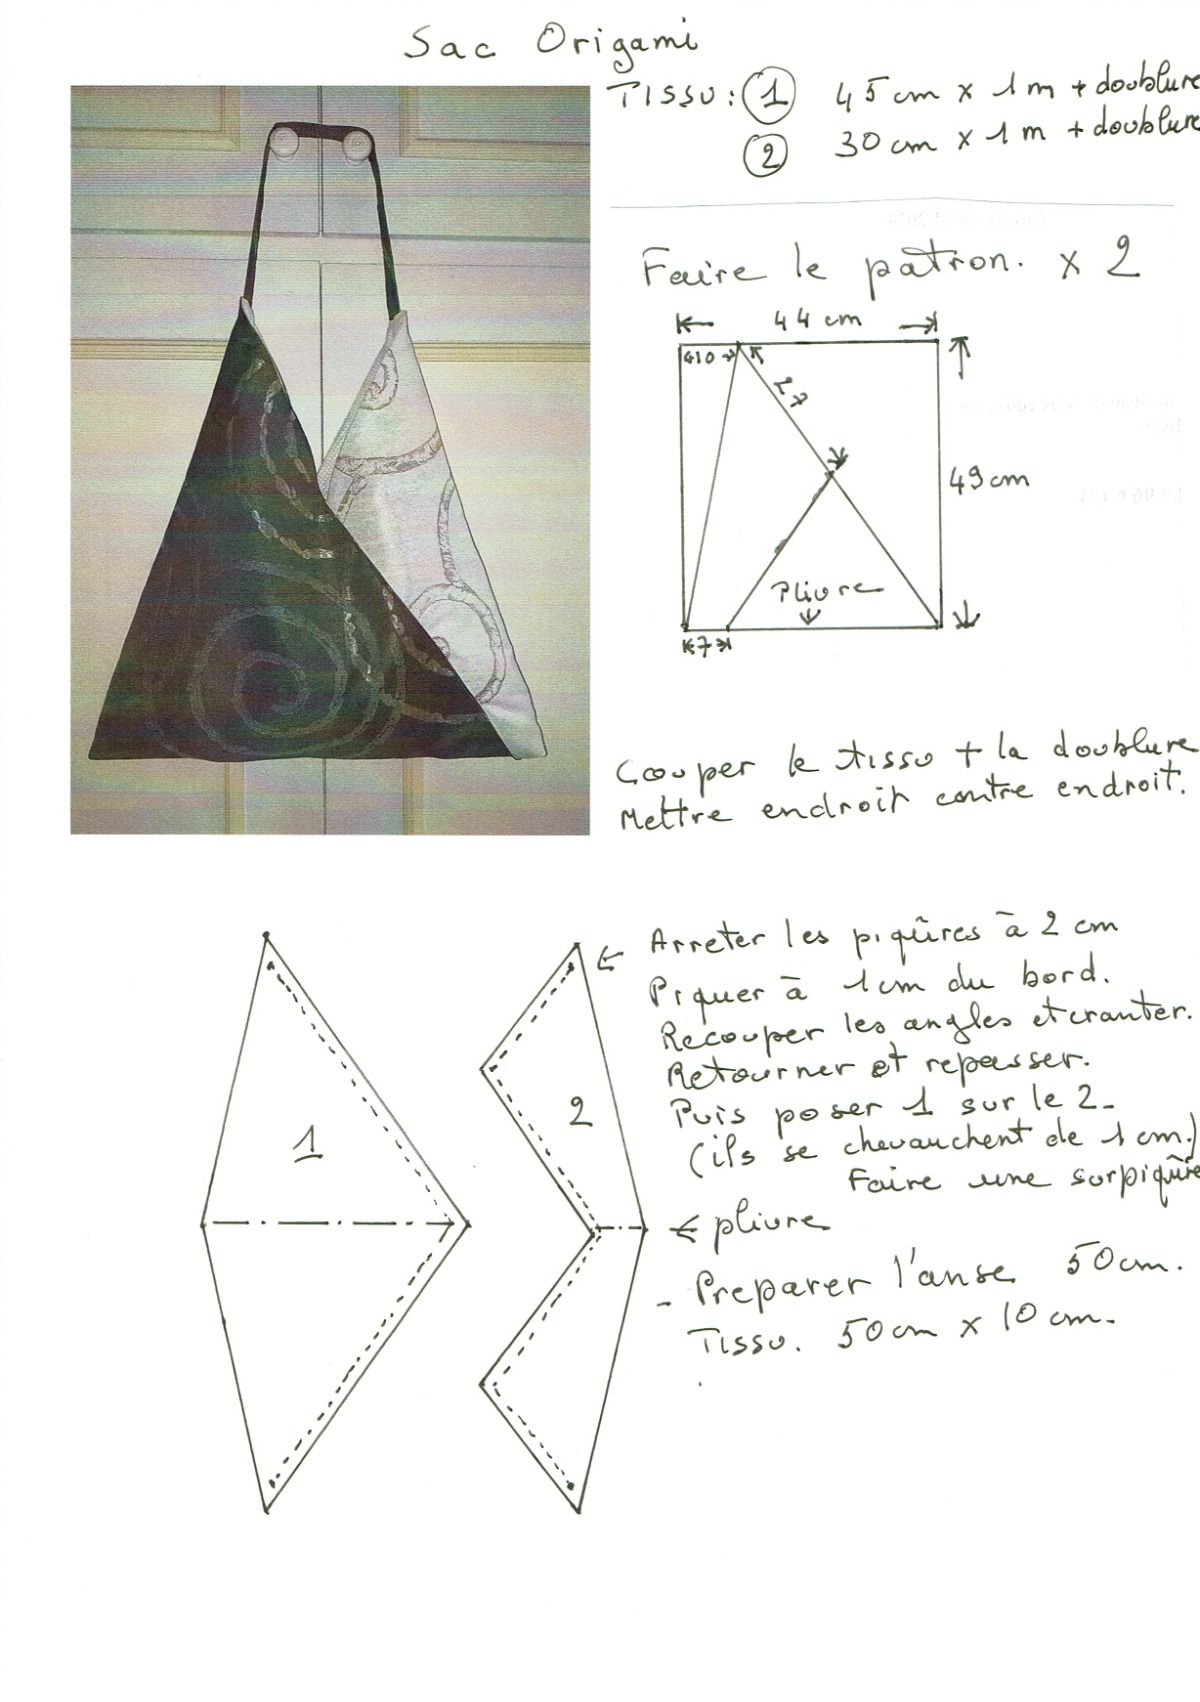 Sac Origami
Tissu : 1 45 cm x 1 m + doublure
2 30 cm x 1 m + doublure
Faire le patron. x 2
44 cm
10
27
49 cm
Pliure
7
Couper le tissu + la doublure
Mettre endroit contre endroit.
Arreter les piqûres à 2 cm
Piquer à 1 cm du bord.
Recouper les angles et cranter.
Retourner et repasser.
Puis poser 1 sur le 2.
(ils se chevauchent de 1 cm.)
Faire une surpiqûre
1
2
pliure
- Preparer l'anse 50 cm.
Tissu. 50 cm x 10 cm.